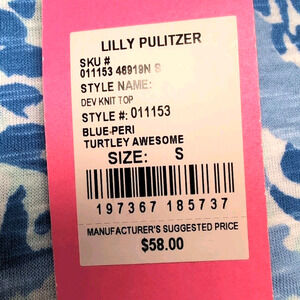 LILLY PULITZER
SKU #
011153 46919N S
STYLE NAME:
DEV KNIT TOP
STYLE #: 011153
BLUE-PERI
TURTLEY AWESOME
SIZE: S
197367 185737
MANUFACTURER'S SUGGESTED PRICE
$58.00